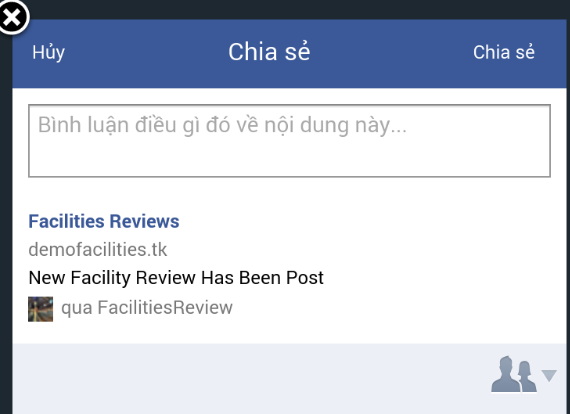 Hủy Chia sẻ Chia sẻ
Bình luận điều gì đó về nội dung này...
Facilities Reviews
demofacilities.tk
New Facility Review Has Been Post
qua FacilitiesReview